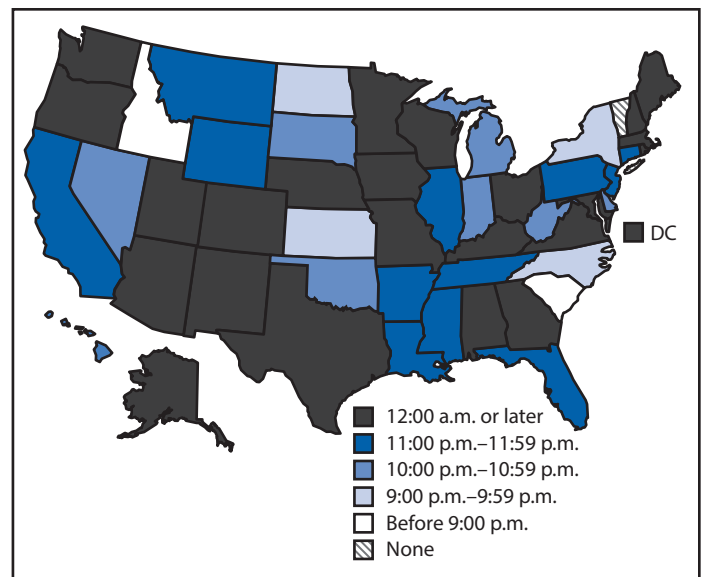 DC
12:00 a.m. or later
11:00 p.m.–11:59 p.m.
10:00 p.m.–10:59 p.m.
9:00 p.m.–9:59 p.m.
Before 9:00 p.m.
None